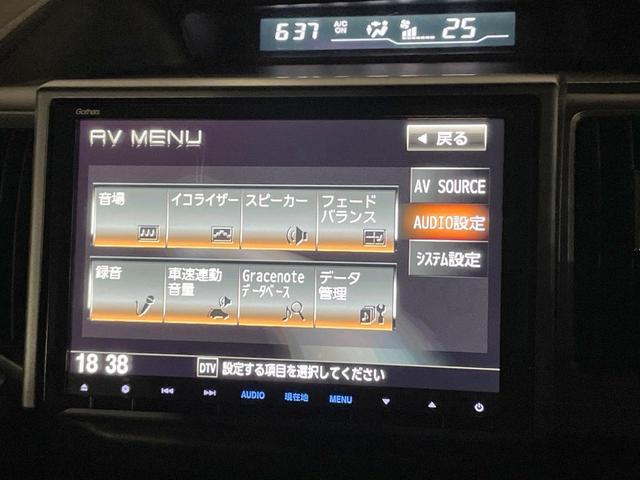 6:37 A/C ON 25
Gathers
AV MENU
戻る
音場 イコライザー スピーカー フェード バランス
AV SOURCE
AUDIO設定
システム設定
録音 車速連動 音量 Gracenote データベース データ 管理
18 38 DTV 設定する項目を選択してください
AUDIO 現在地 MENU